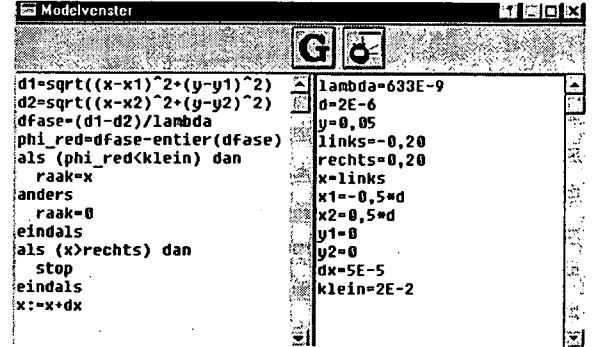 Modelvenster
G
d1=sqrt((x-x1)^2+(y-y1)^2)
d2=sqrt((x-x2)^2+(y-y2)^2)
dfase=(d1-d2)/lambda
phi_red=dfase-entier(dfase)
als (phi_red<klein) dan
  raak=x
anders
  raak=0
eindals
als (x>rechts) dan
  stop
eindals
x:=x+dx
lambda=633E-9
d=2E-6
y=0,05
links=-0,20
rechts=0,20
x=links
x1=-0,5*d
x2=0,5*d
y1=0
y2=0
dx=5E-5
klein=2E-2